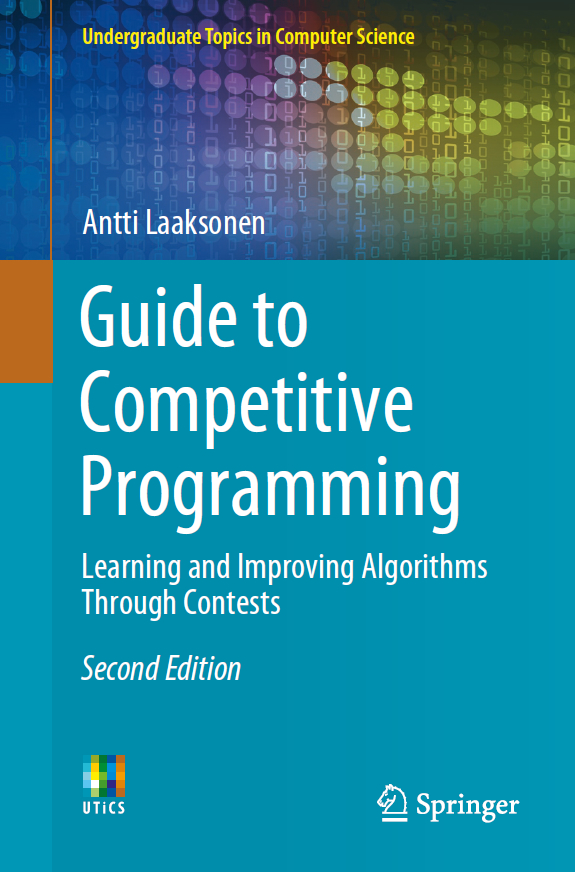 Undergraduate Topics in Computer Science
Antti Laaksonen
Guide to
Competitive
Programming
Learning and Improving Algorithms
Through Contests
Second Edition
UTiCS
Springer